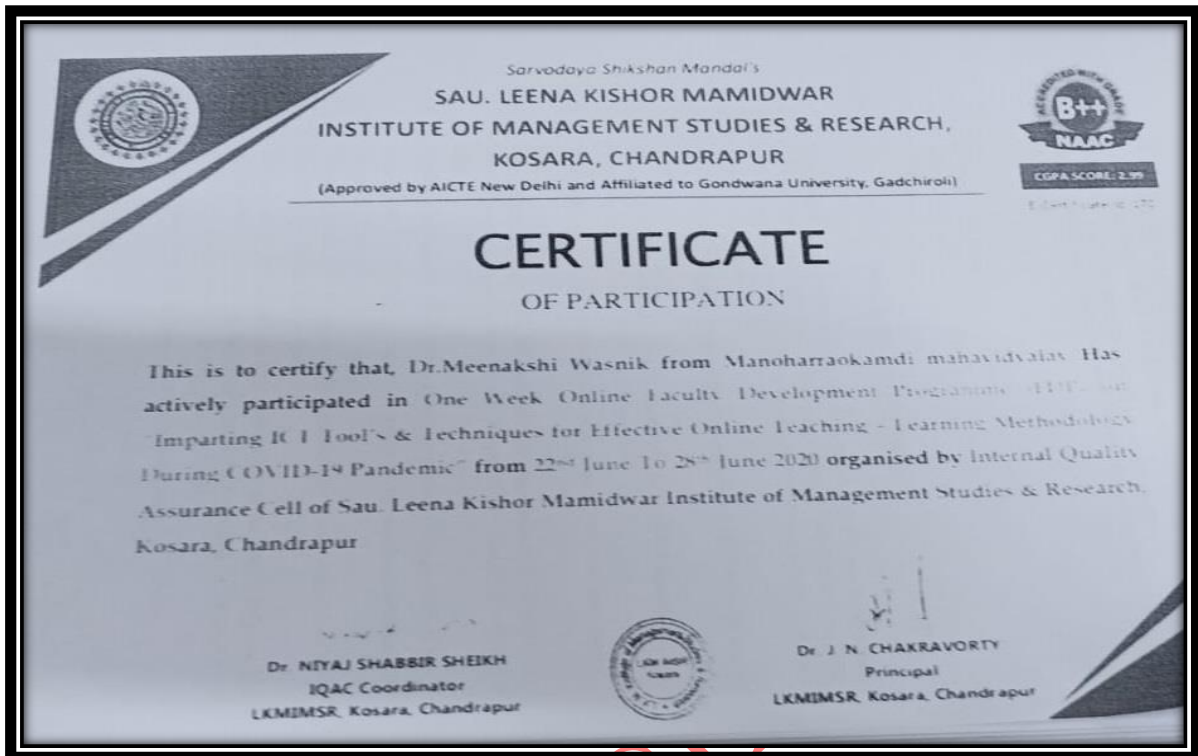 Sarvodaya Shikshan Mandal's
SAU. LEENA KISHOR MAMIDWAR
INSTITUTE OF MANAGEMENT STUDIES & RESEARCH,
KOSARA, CHANDRAPUR
(Approved by AICTE New Delhi and Affiliated to Gondwana University, Gadchiroli)
ACCREDITED WITH GRADE
B++
NAAC
CGPA SCORE: 2.99
CERTIFICATE
OF PARTICIPATION
This is to certify that, Dr.Meenakshi Wasnik from Manoharraokamdi mahavidyalay Has
actively participated in One Week Online Faculty Development Programme
"Imparting ICT Tool's & Techniques for Effective Online Teaching - Learning Methodology
During COVID-19 Pandemic" from 22nd June To 28th June 2020 organised by Internal Quality
Assurance Cell of Sau. Leena Kishor Mamidwar Institute of Management Studies & Research,
Kosara, Chandrapur
Dr. NIYAJ SHABBIR SHEIKH
IQAC Coordinator
LKMIMSR, Kosara, Chandrapur
Dr. J. N. CHAKRAVORTY
Principal
LKMIMSR, Kosara, Chandrapur